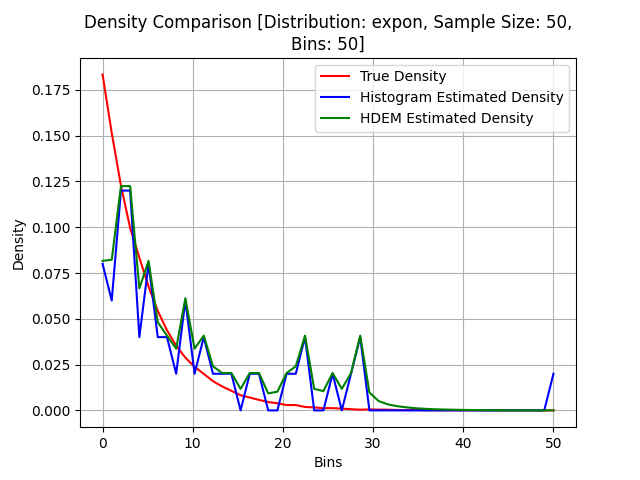 Density Comparison [Distribution: expon, Sample Size: 50,
Bins: 50]
True Density
Histogram Estimated Density
HDEM Estimated Density
Density
0.175
0.150
0.125
0.100
0.075
0.050
0.025
0.000
0 10 20 30 40 50
Bins